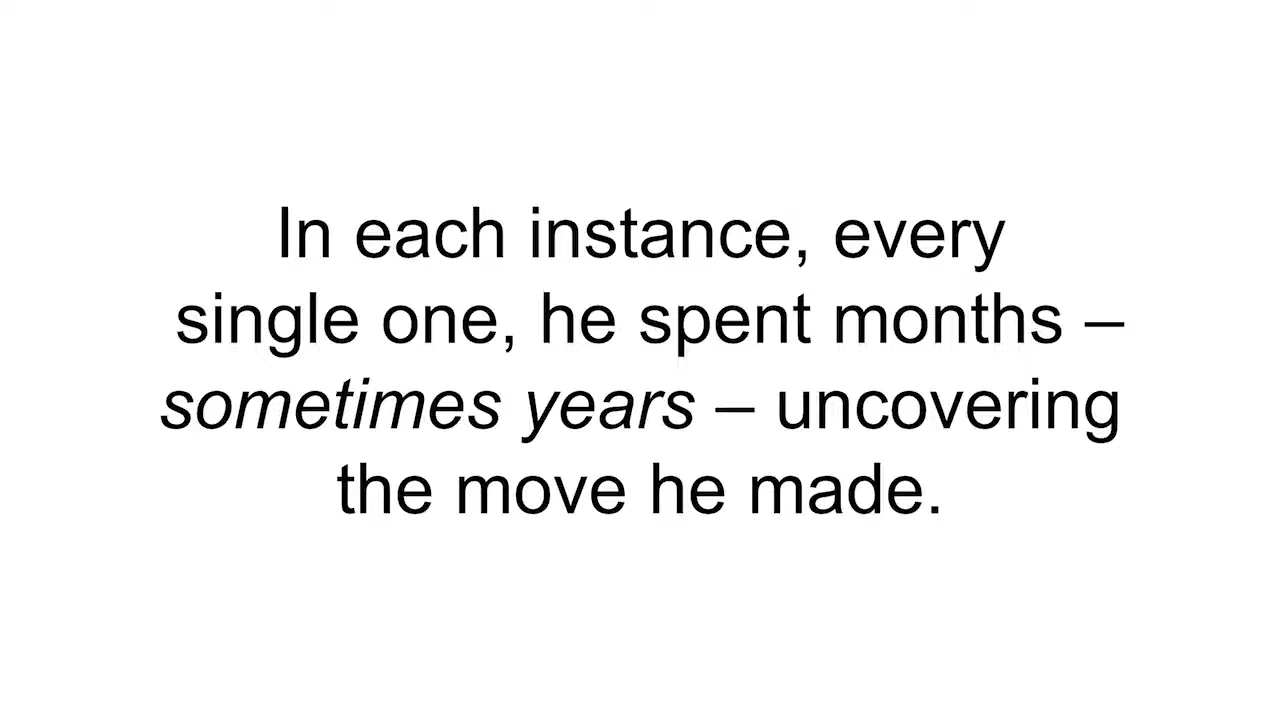 In each instance, every
single one, he spent months –
sometimes years – uncovering
the move he made.